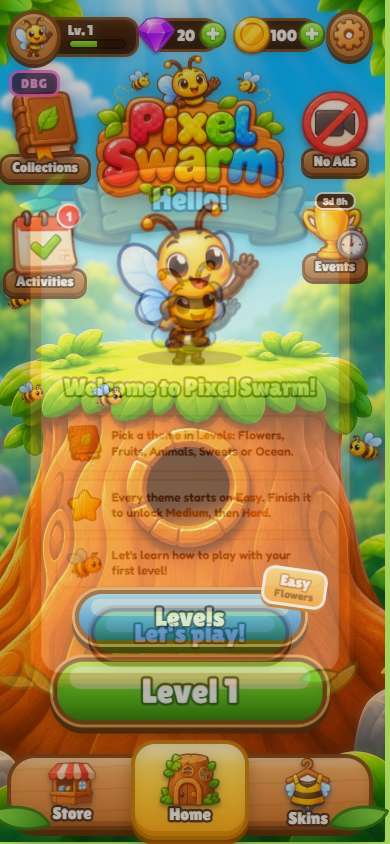 Lv. 1
20
100
DBG
Collections
Pixel
Swarm
No Ads
Hello!
1
Activities
3d 8h
Events
Welcome to Pixel Swarm!
Pick a theme in Levels: Flowers,
Fruits, Animals, Sweets or Ocean.
Every theme starts on Easy. Finish it
to unlock Medium, then Hard.
Let's learn how to play with your
first level!
Easy
Flowers
Levels
Let's play!
Level 1
Store
Home
Skins